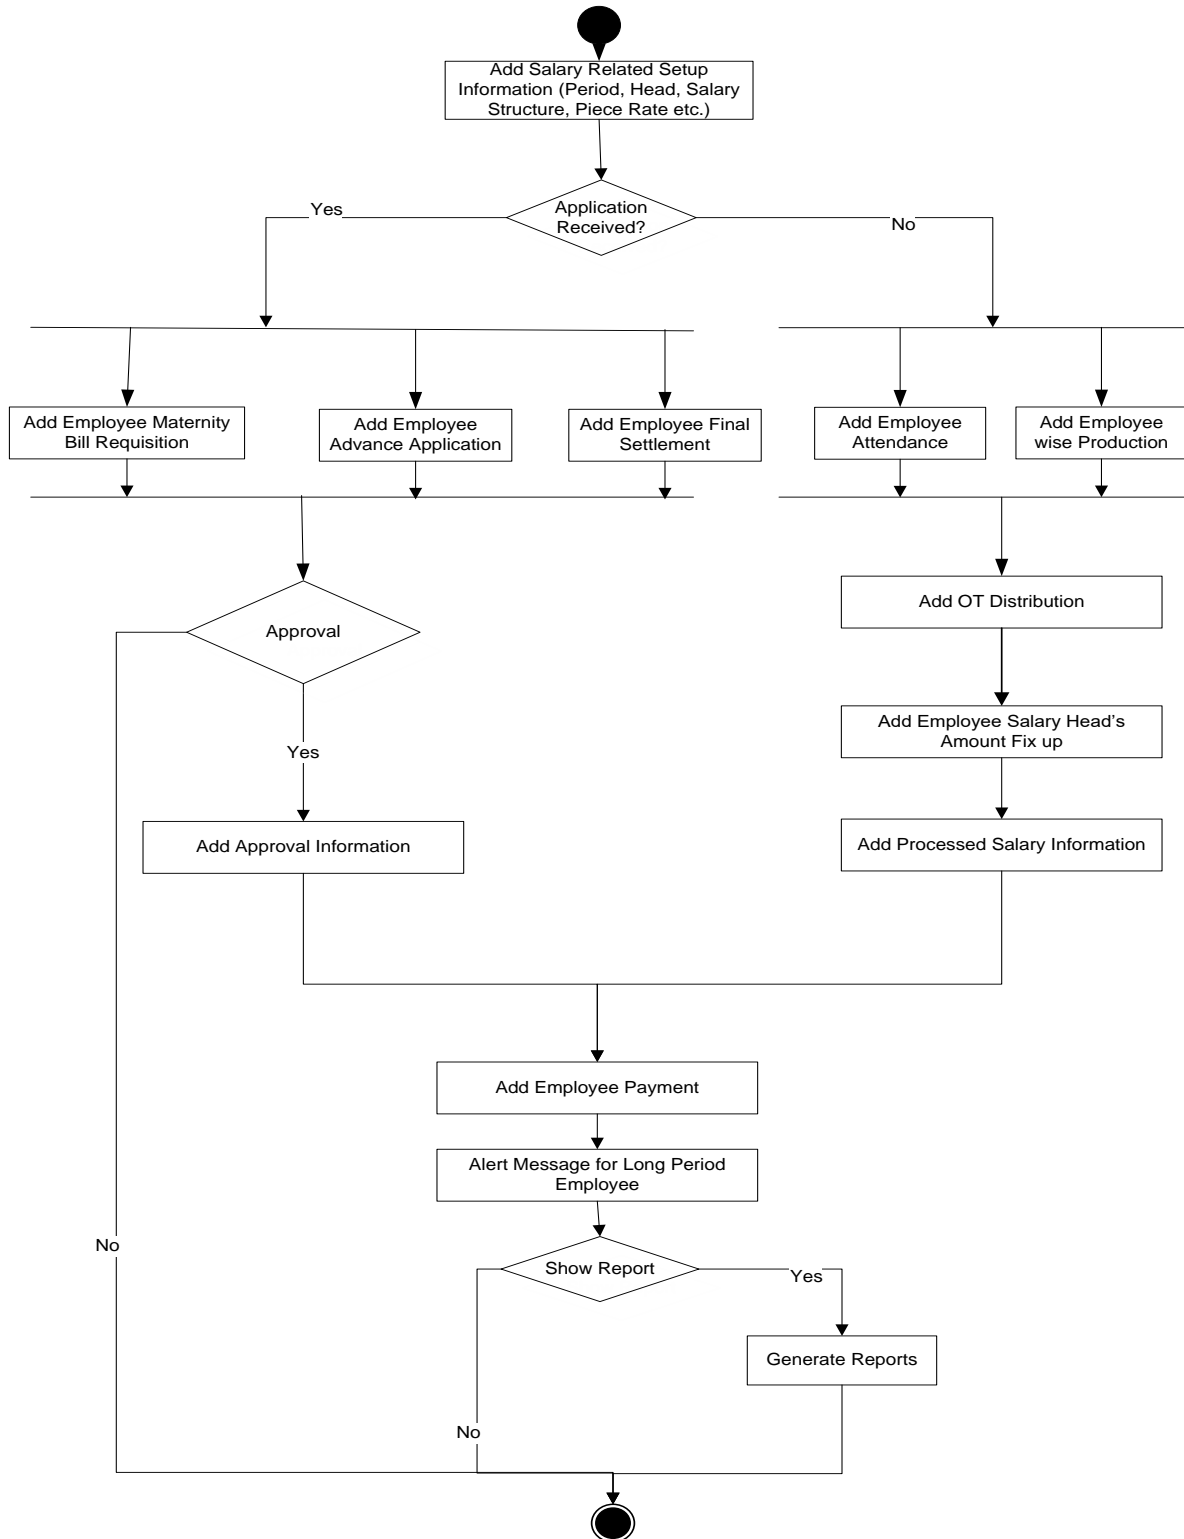 Add Salary Related Setup
Information (Period, Head, Salary
Structure, Piece Rate etc.)
Application
Received?
Yes
No
Add Employee Maternity
Bill Requisition
Add Employee
Advance Application
Add Employee Final
Settlement
Add Employee
Attendance
Add Employee
wise Production
Approval
Add OT Distribution
Yes
Add Employee Salary Head’s
Amount Fix up
Add Approval Information
Add Processed Salary Information
Add Employee Payment
Alert Message for Long Period
Employee
No
Show Report
Yes
Generate Reports
No